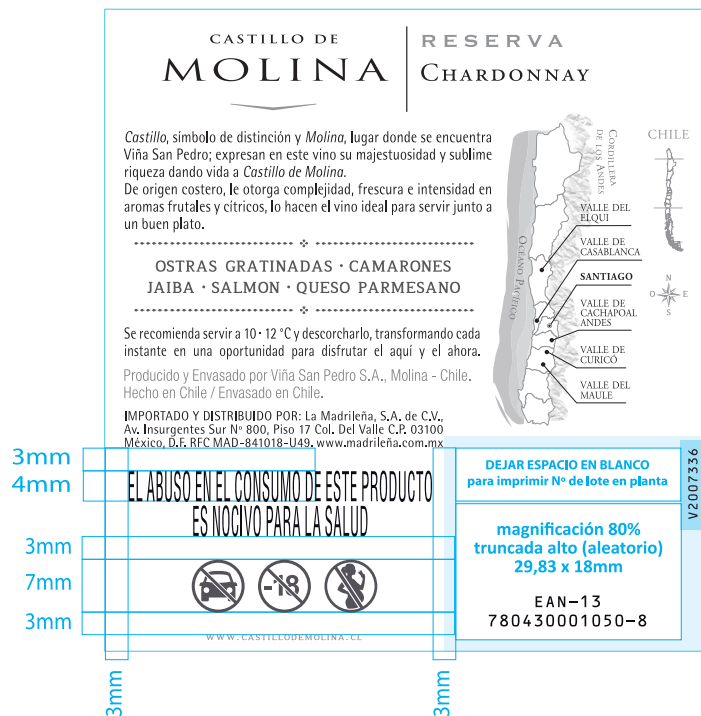 CASTILLO DE
MOLINA
RESERVA
CHARDONNAY
Castillo, símbolo de distinción y Molina, lugar donde se encuentra
Viña San Pedro; expresan en este vino su majestuosidad y sublime
riqueza dando vida a Castillo de Molina.
De origen costero, le otorga complejidad, frescura e intensidad en
aromas frutales y cítricos, lo hacen el vino ideal para servir junto a
un buen plato.
OSTRAS GRATINADAS · CAMARONES
JAIBA · SALMON · QUESO PARMESANO
Se recomienda servir a 10 · 12 °C y descorcharlo, transformando cada
instante en una oportunidad para disfrutar el aquí y el ahora.
Producido y Envasado por Viña San Pedro S.A., Molina - Chile.
Hecho en Chile / Envasado en Chile.
IMPORTADO Y DISTRIBUIDO POR: La Madrileña, S.A. de C.V.,
Av. Insurgentes Sur Nº 800, Piso 17 Col. Del Valle C.P. 03100
México, D.F. RFC MAD-841018-U49. www.madrileña.com.mx
CORDILLERA
DE LOS ANDES
CHILE
OCEANO PACIFICO
VALLE DEL
ELQUI
VALLE DE
CASABLANCA
SANTIAGO
VALLE DE
CACHAPOAL
ANDES
VALLE DE
CURICÓ
VALLE DEL
MAULE
N
O E
S
3mm
4mm
EL ABUSO EN EL CONSUMO DE ESTE PRODUCTO
ES NOCIVO PARA LA SALUD
3mm
7mm
3mm
-18
WWW.CASTILLODEMOLINA.CL
3mm
3mm
DEJAR ESPACIO EN BLANCO
para imprimir Nº de lote en planta
V2007336
magnificación 80%
truncada alto (aleatorio)
29,83 x 18mm
EAN-13
780430001050-8